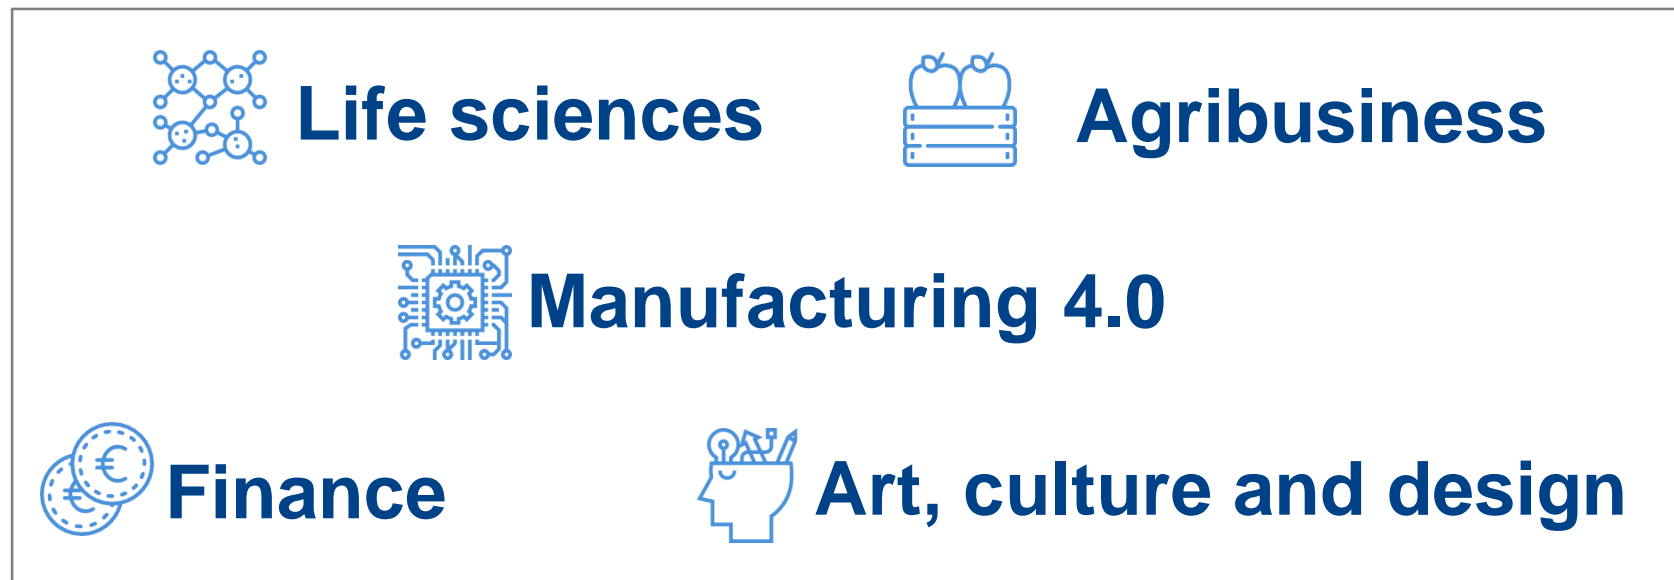 Life sciences
Agribusiness
Manufacturing 4.0
Finance
Art, culture and design